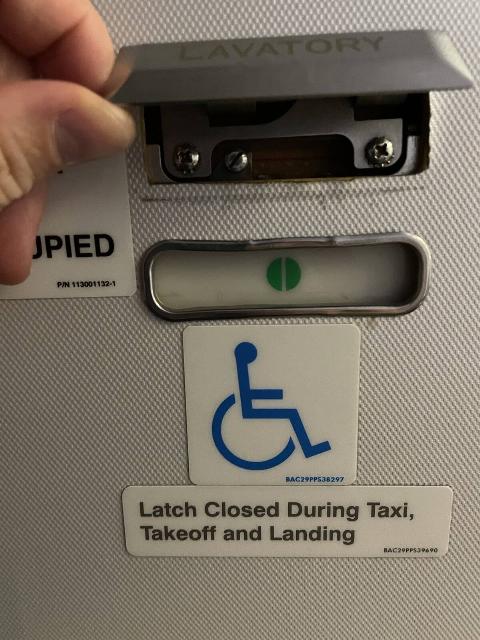 LAVATORY
UPIED
P/N 113001132-1
BAC29PPS38297
Latch Closed During Taxi,
Takeoff and Landing
BAC29PPS39690